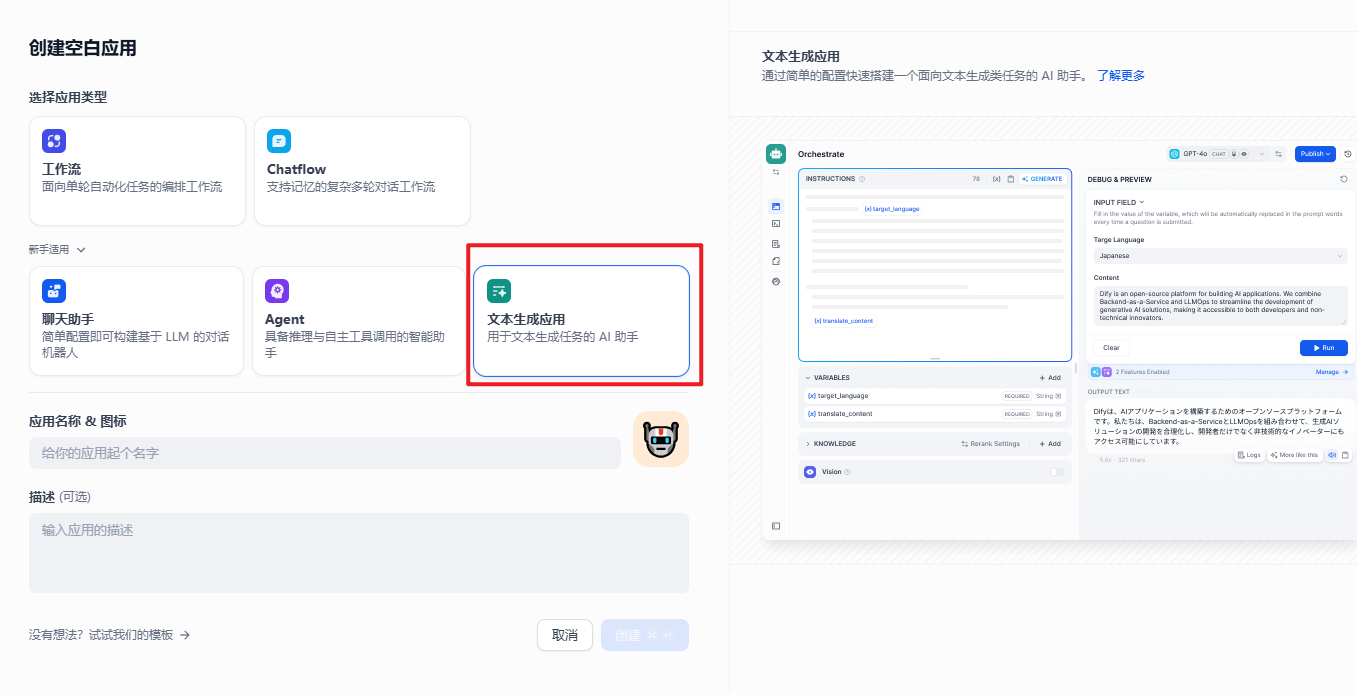 创建空白应用
选择应用类型
工作流
面向单轮自动化任务的编排工作流
Chatflow
支持记忆的复杂多轮对话工作流
新手适用
聊天助手
简单配置即可构建基于 LLM 的对话
机器人
Agent
具备推理与自主工具调用的智能助
手
文本生成应用
用于文本生成任务的 AI 助手
应用名称 & 图标
给你的应用起个名字
描述 (可选)
输入应用的描述
没有想法？试试我们的模板 →
取消
创建 ⌘ ↵
文本生成应用
通过简单的配置快速搭建一个面向文本生成类任务的 AI 助手。 了解更多
Orchestrate
GPT-4o CHAT
Publish
INSTRUCTIONS
78 {x} GENERATE
{x} target_language
{x} translate_content
VARIABLES
+ Add
{x} target_language REQUIRED String
{x} translate_content REQUIRED String
KNOWLEDGE
Rerank Settings
+ Add
Vision
DEBUG & PREVIEW
INPUT FIELD
Fill in the value of the variable, which will be automatically replaced in the prompt words
every time a question is submitted.
Targe Language
Japanese
Content
Dify is an open-source platform for building AI applications. We combine
Backend-as-a-Service and LLMOps to streamline the development of
generative AI solutions, making it accessible to both developers and non-
technical innovators.
Clear
Run
2 Features Enabled
Manage →
OUTPUT TEXT
Difyは、AIアプリケーションを構築するためのオープンソースプラットフォーム
です。私たちは、Backend-as-a-ServiceとLLMOpsを組み合わせて、生成AIソ
リューションの開発を合理化し、開発者だけでなく非技術的なイノベーターにも
アクセス可能にしています。
5.6s · 321 chars
Logs
More like this